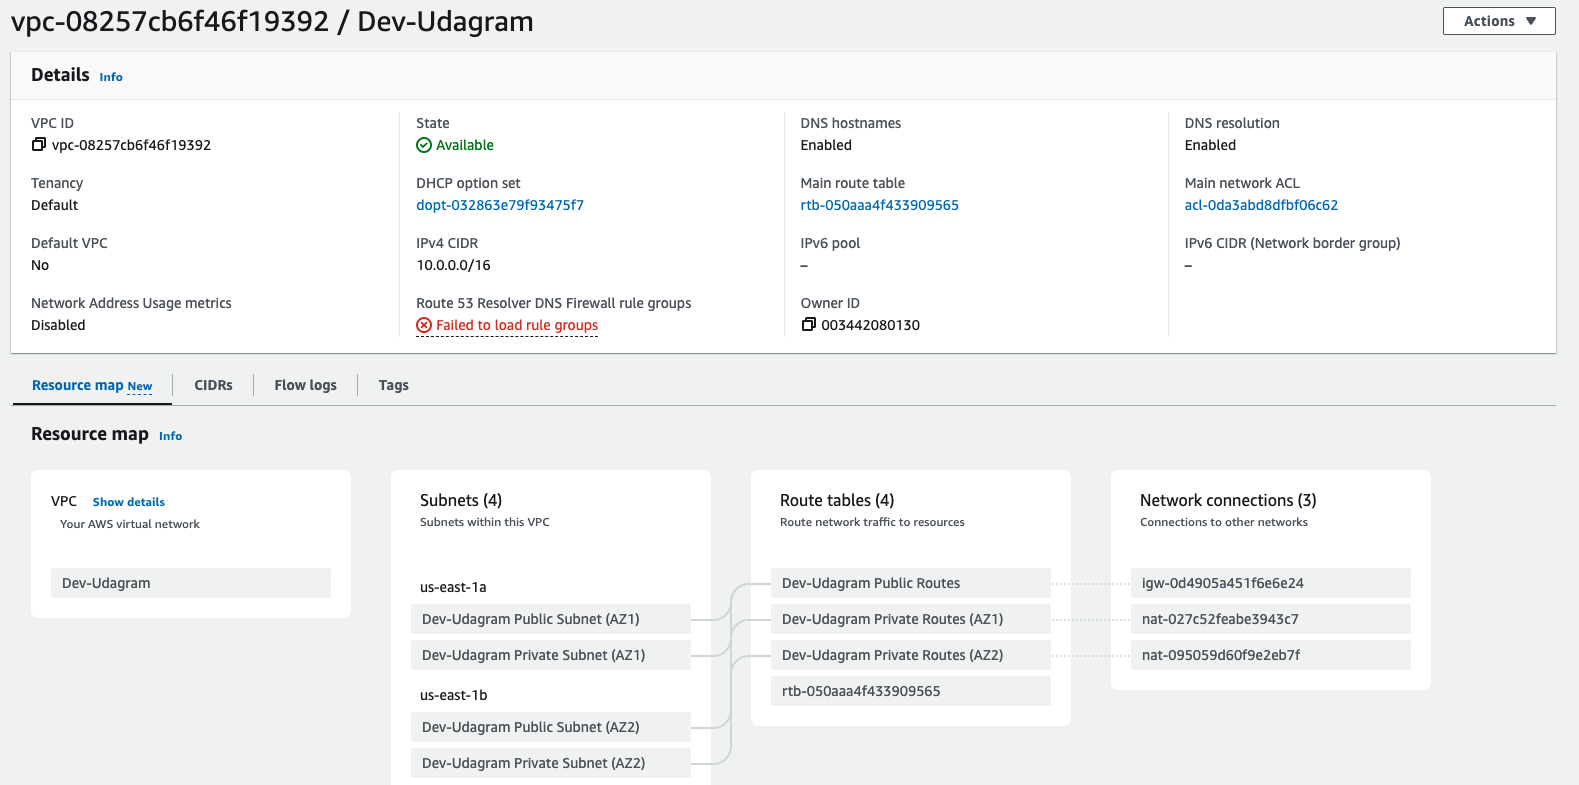 vpc-08257cb6f46f19392 / Dev-Udagram
Actions
Details Info
VPC ID
vpc-08257cb6f46f19392
State
Available
DNS hostnames
Enabled
DNS resolution
Enabled
Tenancy
Default
DHCP option set
dopt-032863e79f93475f7
Main route table
rtb-050aaa4f433909565
Main network ACL
acl-0da3abd8dfbf06c62
Default VPC
No
IPv4 CIDR
10.0.0.0/16
IPv6 pool
–
IPv6 CIDR (Network border group)
–
Network Address Usage metrics
Disabled
Route 53 Resolver DNS Firewall rule groups
Failed to load rule groups
Owner ID
003442080130
Resource map New
CIDRs
Flow logs
Tags
Resource map Info
VPC Show details
Your AWS virtual network
Dev-Udagram
Subnets (4)
Subnets within this VPC
us-east-1a
Dev-Udagram Public Subnet (AZ1)
Dev-Udagram Private Subnet (AZ1)
us-east-1b
Dev-Udagram Public Subnet (AZ2)
Dev-Udagram Private Subnet (AZ2)
Route tables (4)
Route network traffic to resources
Dev-Udagram Public Routes
Dev-Udagram Private Routes (AZ1)
Dev-Udagram Private Routes (AZ2)
rtb-050aaa4f433909565
Network connections (3)
Connections to other networks
igw-0d4905a451f6e6e24
nat-027c52feabe3943c7
nat-095059d60f9e2eb7f